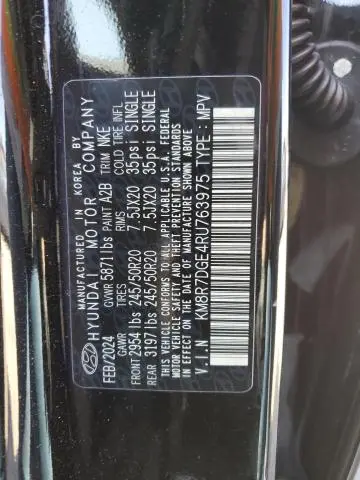 MANUFACTURED IN KOREA BY
HYUNDAI MOTOR COMPANY
FEB/2024 GVWR 5871 lbs PAINT A2B TRIM NKE
GAWR TIRES RIMS COLD TIRE INFL.
FRONT 2954 lbs 245/50R20 7.5JX20 35psi SINGLE
REAR 3197 lbs 245/50R20 7.5JX20 35psi SINGLE
THIS VEHICLE CONFORMS TO ALL APPLICABLE U.S.A. FEDERAL
MOTOR VEHICLE SAFETY BUMPER AND THEFT PREVENTION STANDARDS
IN EFFECT ON THE DATE OF MANUFACTURE SHOWN ABOVE.
V.I.N : KM8R7DGE4RU763975 TYPE : MPV